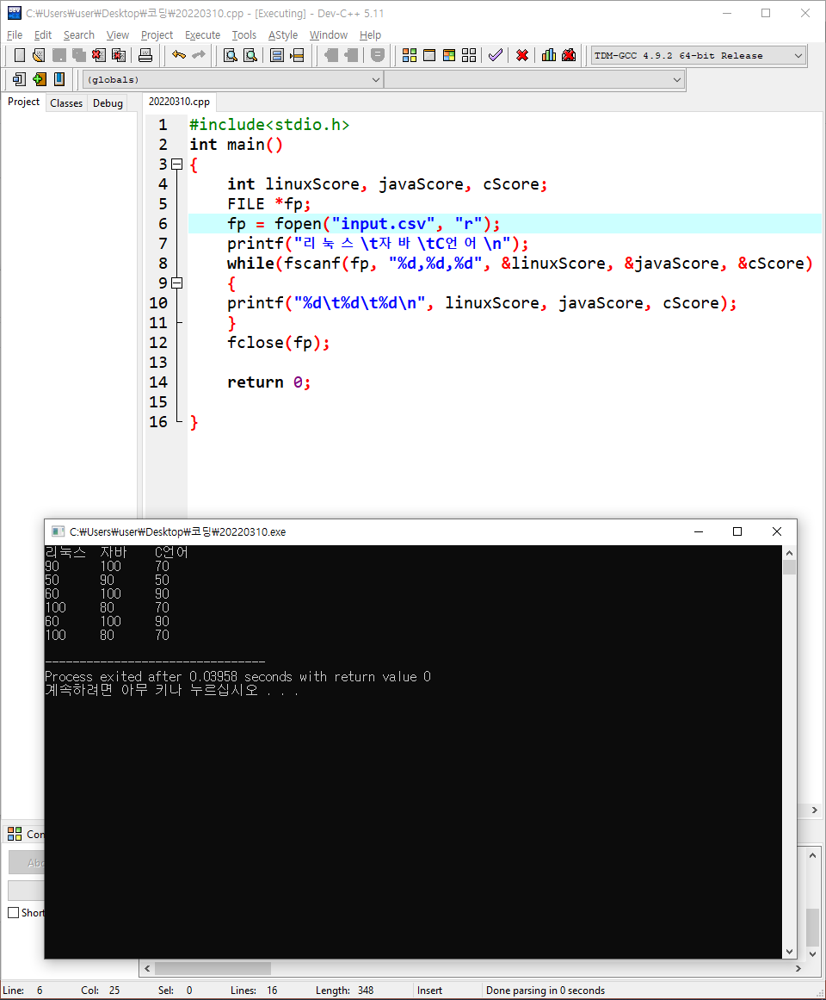 C:₩Users₩user₩Desktop₩코딩₩20220310.cpp - [Executing] - Dev-C++ 5.11
File Edit Search View Project Execute Tools AStyle Window Help
TDM-GCC 4.9.2 64-bit Release
(globals)
Project Classes Debug
20220310.cpp
1 #include<stdio.h>
2 int main()
3 {
4 int linuxScore, javaScore, cScore;
5 FILE *fp;
6 fp = fopen("input.csv", "r");
7 printf("리눅스\t자바\tC언어\n");
8 while(fscanf(fp, "%d,%d,%d", &linuxScore, &javaScore, &cScore)
9 {
10 printf("%d\t%d\t%d\n", linuxScore, javaScore, cScore);
11 }
12 fclose(fp);
13
14 return 0;
15
16 }
C:₩Users₩user₩Desktop₩코딩₩20220310.exe
리눅스 자바 C언어
90 100 70
50 90 50
60 100 90
100 80 70
60 100 90
100 80 70
--------------------------------
Process exited after 0.03958 seconds with return value 0
계속하려면 아무 키나 누르십시오 . . .
Con
Abo
Short
Line: 6 Col: 25 Sel: 0 Lines: 16 Length: 348 Insert Done parsing in 0 seconds